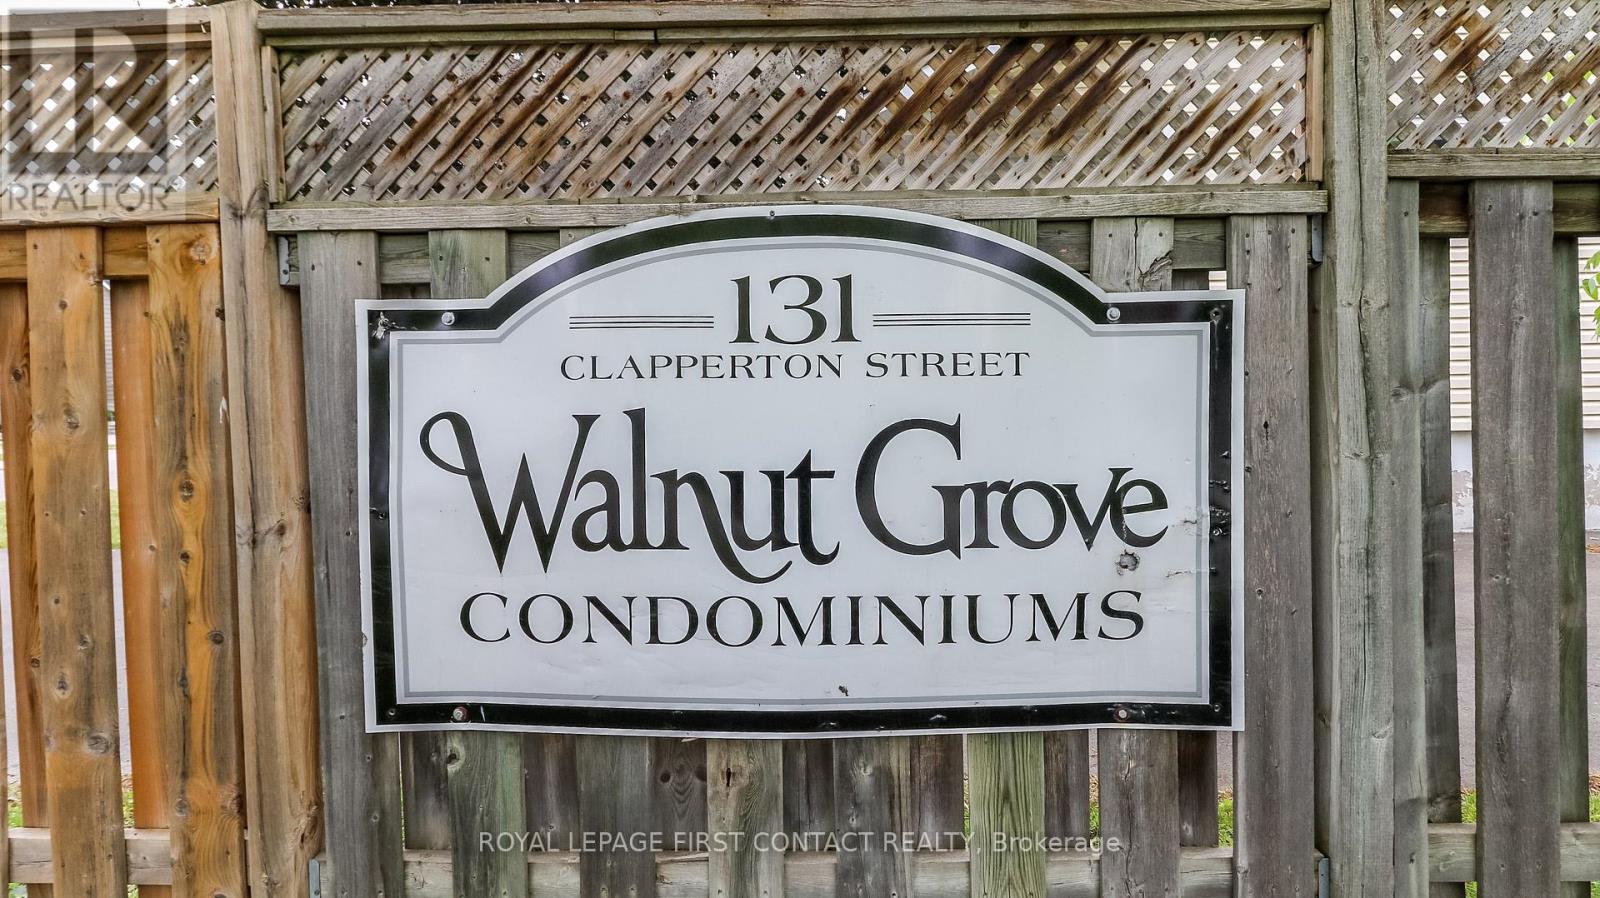 REALTOR
131
CLAPPERTON STREET
Walnut Grove
CONDOMINIUMS
ROYAL LEPAGE FIRST CONTACT REALTY, Brokerage